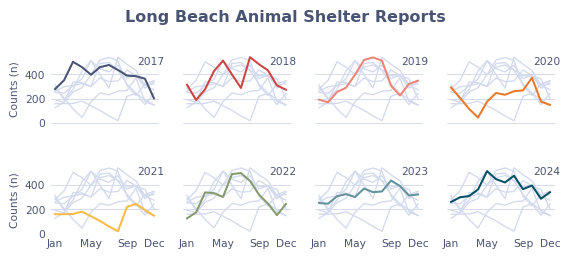 Long Beach Animal Shelter Reports
2017 2018 2019 2020
Counts (n)
400
200
0
2021 2022 2023 2024
Counts (n)
400
200
0
Jan May Sep Dec Jan May Sep Dec Jan May Sep Dec Jan May Sep Dec